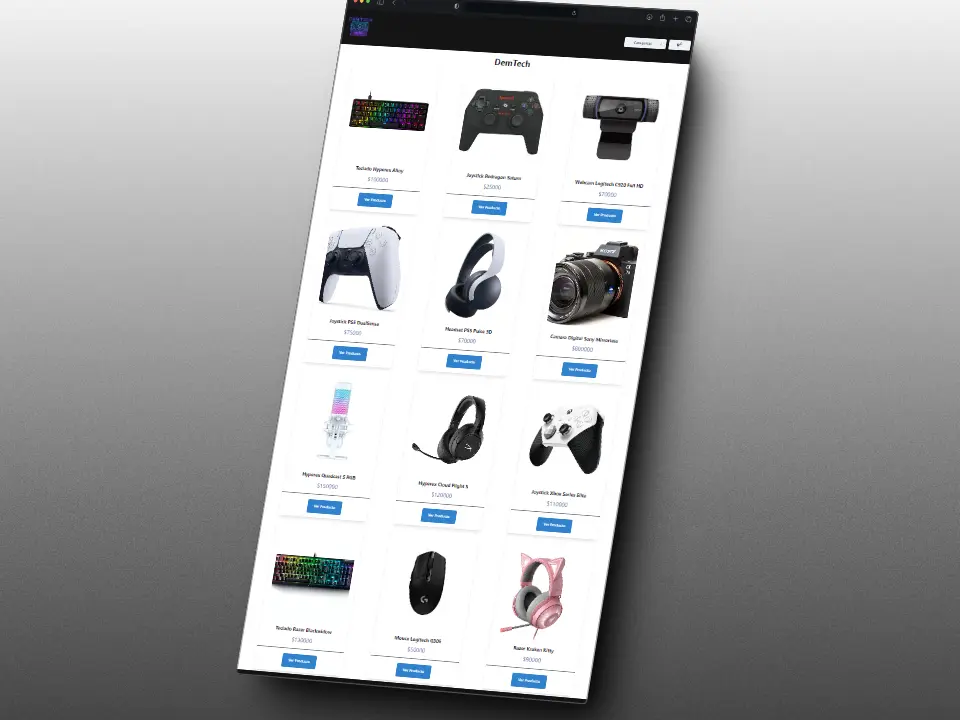 DemTech
Categorias
Teclado Hyperex Alloy
$100000
Ver Producto
Joystick Redragon Saturn
$25000
Ver Producto
Webcam Logitech C920 Full HD
$70000
Ver Producto
Joystick PS5 DualSense
$75000
Ver Producto
Headset PS5 Pulse 3D
$70000
Ver Producto
SONY
Camara Digital Sony Mirrorless
$800000
Ver Producto
Hyperex Quadcast S RGB
$150000
Ver Producto
Hyperex Cloud Flight S
$120000
Ver Producto
Joystick Xbox Series Elite
$110000
Ver Producto
Teclado Razer Blackwidow
$130000
Ver Producto
Mouse Logitech G305
$50000
Ver Producto
Razer Kraken Kitty
$90000
Ver Producto